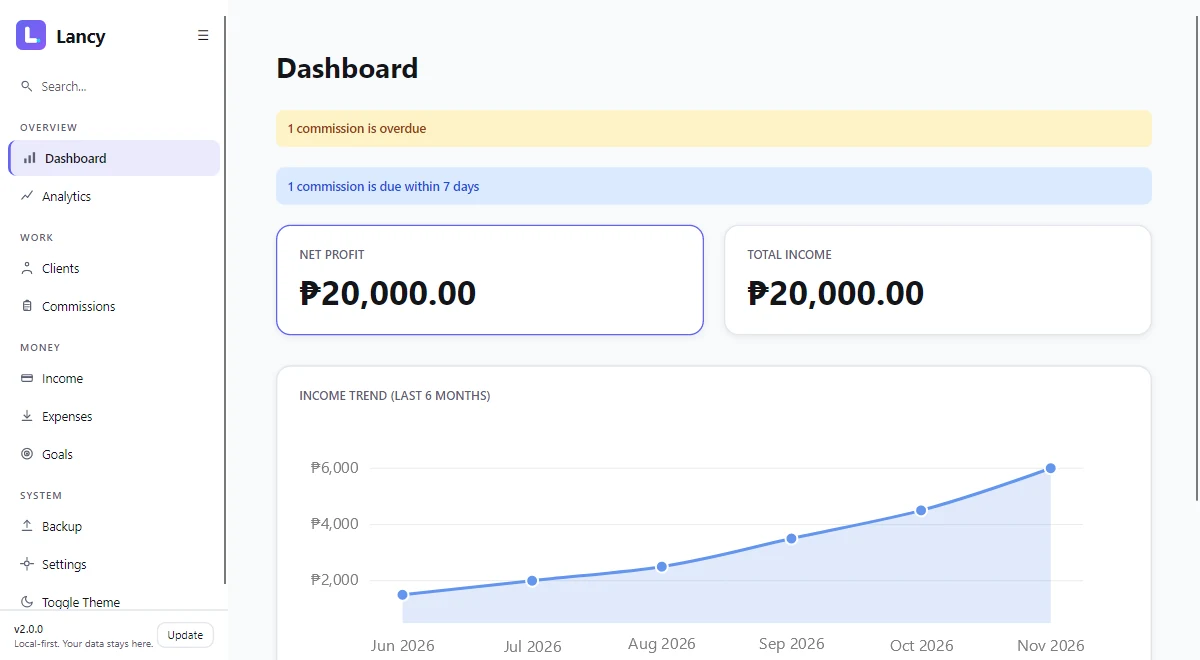 Lancy
Search...
OVERVIEW
Dashboard
Analytics
WORK
Clients
Commissions
MONEY
Income
Expenses
Goals
SYSTEM
Backup
Settings
Toggle Theme
v2.0.0
Local-first. Your data stays here.
Update
Dashboard
1 commission is overdue
1 commission is due within 7 days
NET PROFIT
₱20,000.00
TOTAL INCOME
₱20,000.00
INCOME TREND (LAST 6 MONTHS)
₱6,000
₱4,000
₱2,000
Jun 2026 Jul 2026 Aug 2026 Sep 2026 Oct 2026 Nov 2026